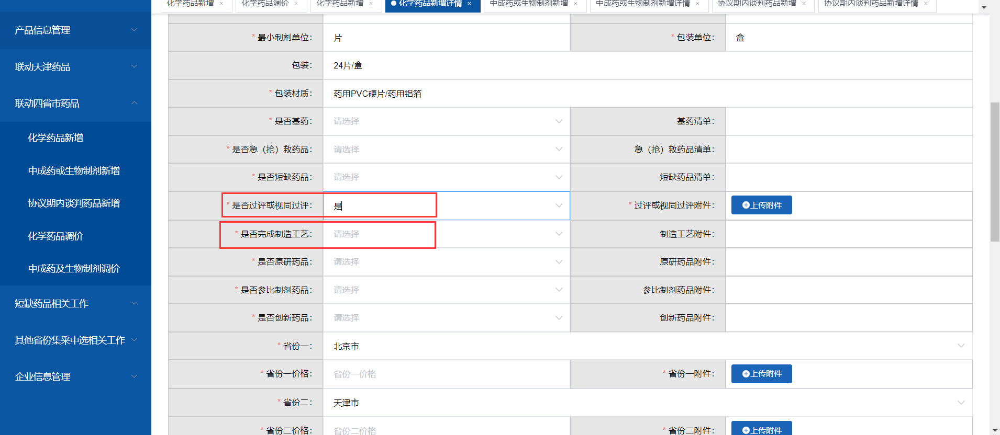 化学药品新增 ×
化学药品调价 ×
化学药品新增 ×
化学药品新增详情 ×
中成药或生物制剂新增 ×
中成药或生物制剂新增详情 ×
协议期内谈判药品新增 ×
协议期内谈判药品新增详情 ×
产品信息管理
联动天津药品
联动四省市药品
化学药品新增
中成药或生物制剂新增
协议期内谈判药品新增
化学药品调价
中成药及生物制剂调价
短缺药品相关工作
其他省份集采中选相关工作
企业信息管理
* 最小制剂单位： 片 * 包装单位： 盒
包装： 24片/盒
* 包装材质： 药用PVC硬片/药用铝箔
* 是否基药： 请选择 基药清单：
* 是否急（抢）救药品： 请选择 急（抢）救药品清单：
* 是否短缺药品： 请选择 短缺药品清单：
* 是否过评或视同过评： 是 * 过评或视同过评附件： 上传附件
* 是否完成制造工艺： 请选择 制造工艺附件：
* 是否原研药品： 请选择 原研药品附件：
* 是否参比制剂药品： 请选择 参比制剂药品附件：
* 是否创新药品： 请选择 创新药品附件：
* 省份一： 北京市
* 省份一价格： 省份一价格 * 省份一附件： 上传附件
* 省份二： 天津市
* 省份二价格： 省份二价格 * 省份二附件： 上传附件